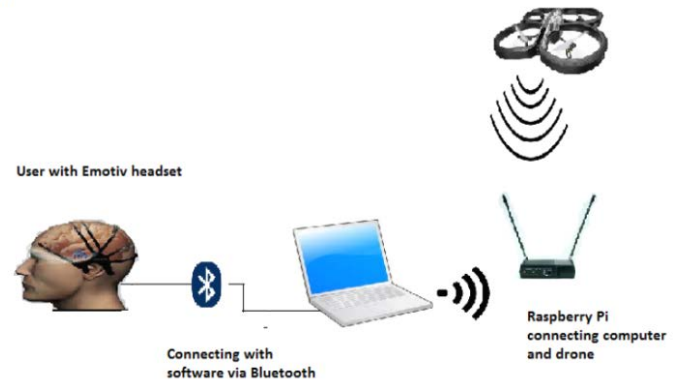 User with Emotiv headset
Connecting with
software via Bluetooth
Raspberry Pi
connecting computer
and drone